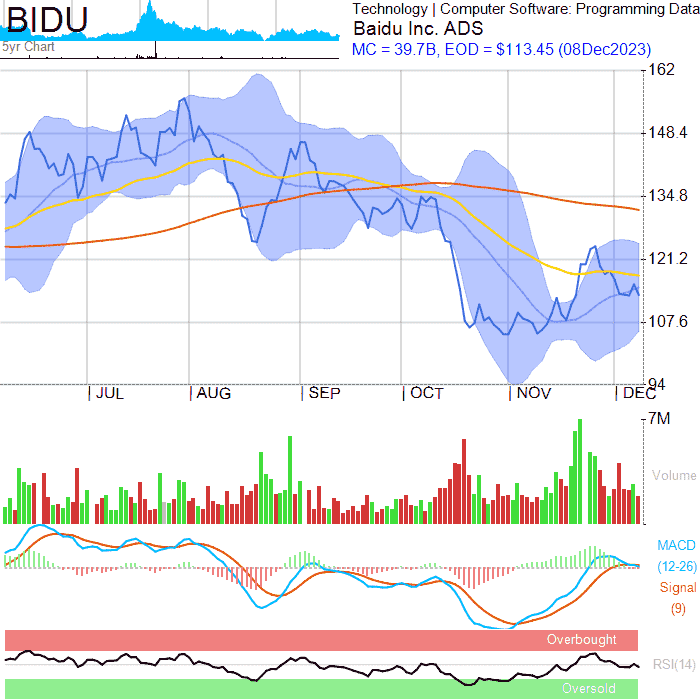 BIDU
Technology | Computer Software: Programming Data
Baidu Inc. ADS
MC = 39.7B, EOD = $113.45 (08Dec2023)
5yr Chart
162
148.4
134.8
121.2
107.6
94
JUL AUG SEP OCT NOV DEC
7M
Volume
MACD
(12-26)
Signal
(9)
Overbought
RSI(14)
Oversold